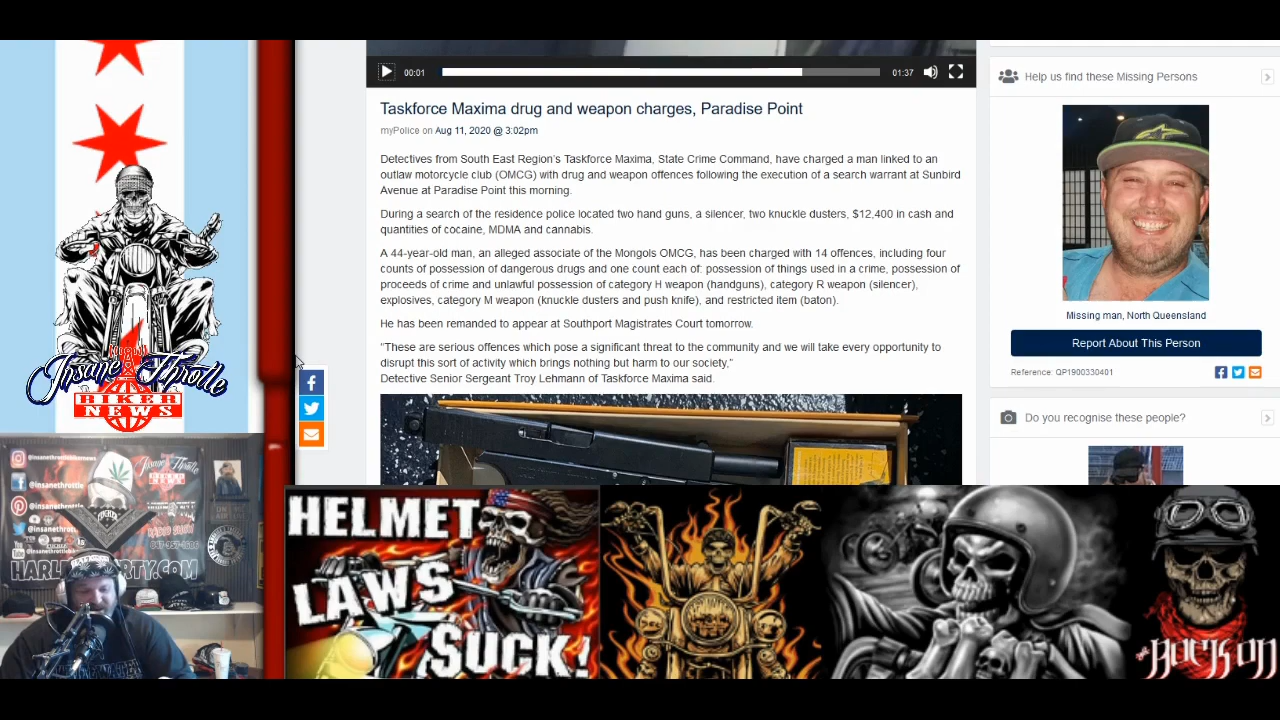 00:01
01:37
Taskforce Maxima drug and weapon charges, Paradise Point
myPolice on Aug 11, 2020 @ 3:02pm
Detectives from South East Region's Taskforce Maxima, State Crime Command, have charged a man linked to an
outlaw motorcycle club (OMCG) with drug and weapon offences following the execution of a search warrant at Sunbird
Avenue at Paradise Point this morning.
During a search of the residence police located two hand guns, a silencer, two knuckle dusters, $12,400 in cash and
quantities of cocaine, MDMA and cannabis.
A 44-year-old man, an alleged associate of the Mongols OMCG, has been charged with 14 offences, including four
counts of possession of dangerous drugs and one count each of: possession of things used in a crime, possession of
proceeds of crime and unlawful possession of category H weapon (handguns), category R weapon (silencer),
explosives, category M weapon (knuckle dusters and push knife), and restricted item (baton).
He has been remanded to appear at Southport Magistrates Court tomorrow.
"These are serious offences which pose a significant threat to the community and we will take every opportunity to
disrupt this sort of activity which brings nothing but harm to our society,"
Detective Senior Sergeant Troy Lehmann of Taskforce Maxima said.
Help us find these Missing Persons
Missing man, North Queensland
Report About This Person
Reference: QP1900330401
Do you recognise these people?
Insane Throttle
BIKER
NEWS
@insanethrottlebikernews
@insanethrottle
@insanethrottle
@insanethrot
Insane Throttle
RADIO SHOW
HELMET
LAWS
SUCK!
ROCK'S ON